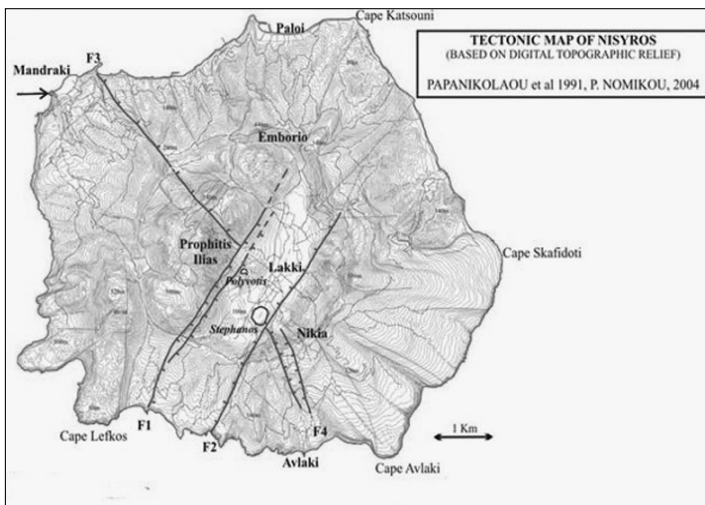 Cape Katsouni
Paloi
TECTONIC MAP OF NISYROS
(BASED ON DIGITAL TOPOGRAPHIC RELIEF)
PAPANIKOLAOU et al 1991, P. NOMIKOU, 2004
F3
Mandraki
Emborio
Prophitis
Ilias
Cape Skafidoti
Lakki
Polyvotis
Stephanos
Nikia
F1
F2
F4
Cape Lefkos
Avlaki
1 Km
Cape Avlaki